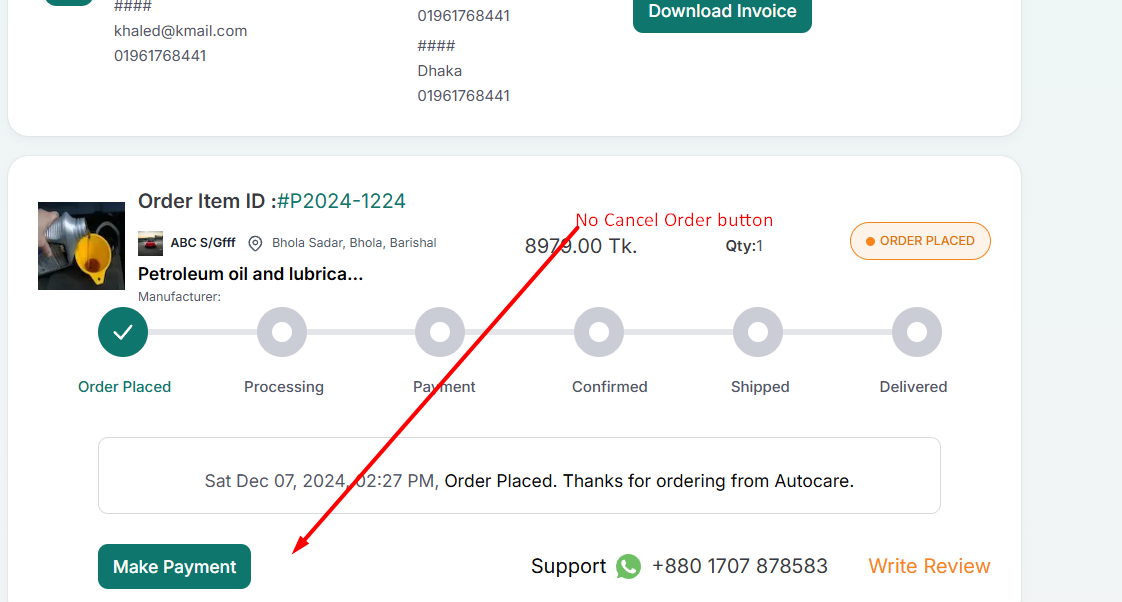 ####
khaled@kmail.com
01961768441
01961768441
####
Dhaka
01961768441
Download Invoice
Order Item ID :#P2024-1224
No Cancel Order button
ABC S/Gfff Bhola Sadar, Bhola, Barishal
8979.00 Tk.
Qty:1
ORDER PLACED
Petroleum oil and lubrica...
Manufacturer:
Order Placed
Processing
Payment
Confirmed
Shipped
Delivered
Sat Dec 07, 2024, 02:27 PM, Order Placed. Thanks for ordering from Autocare.
Make Payment
Support +880 1707 878583
Write Review